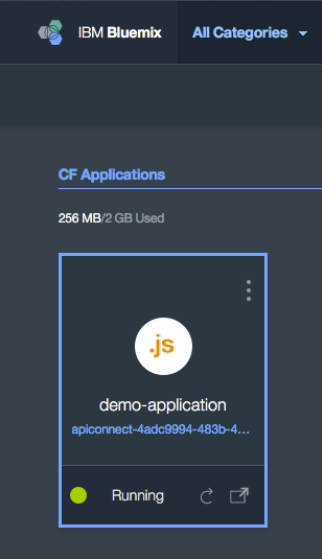 IBM Bluemix
All Categories
CF Applications
256 MB/2 GB Used
.js
demo-application
apiconnect-4adc9994-483b-4...
Running